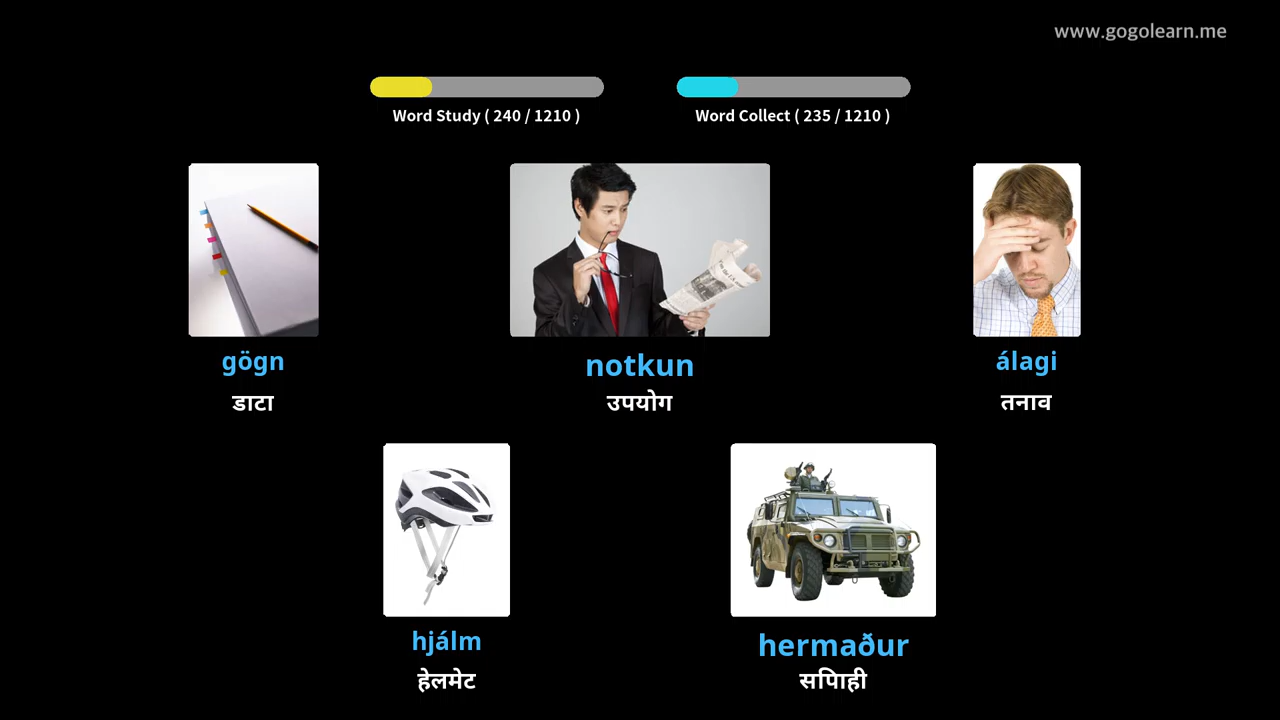 www.gogolearn.me
Word Study ( 240 / 1210 )
Word Collect ( 235 / 1210 )
gögn
डाटा
notkun
उपयोग
álagi
तनाव
hjálm
हेलमेट
hermaður
सिपाही